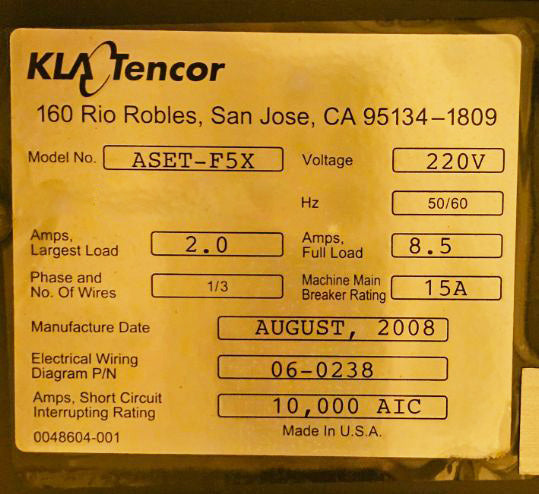 KLA Tencor
160 Rio Robles, San Jose, CA 95134-1809
Model No. ASET-F5X Voltage 220V
Hz 50/60
Amps, Largest Load 2.0 Amps, Full Load 8.5
Phase and No. Of Wires 1/3 Machine Main Breaker Rating 15A
Manufacture Date AUGUST, 2008
Electrical Wiring Diagram P/N 06-0238
Amps, Short Circuit Interrupting Rating 10,000 AIC
0048604-001 Made In U.S.A.